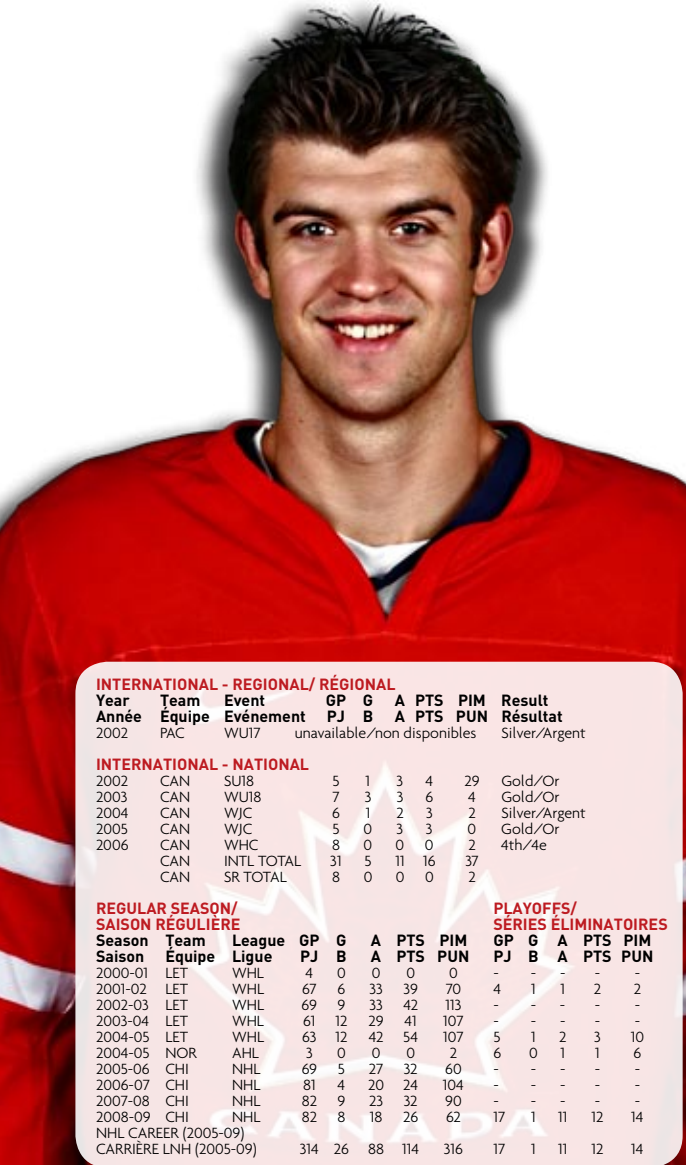 INTERNATIONAL - REGIONAL/ RÉGIONAL
Year Team Event GP G A PTS PIM Result
Année Équipe Evénement PJ B A PTS PUN Résultat
2002 PAC WU17 unavailable/non disponibles Silver/Argent
INTERNATIONAL - NATIONAL
2002 CAN SU18 5 1 3 4 29 Gold/Or
2003 CAN WU18 7 3 3 6 4 Gold/Or
2004 CAN WJC 6 1 2 3 2 Silver/Argent
2005 CAN WJC 5 0 3 3 0 Gold/Or
2006 CAN WHC 8 0 0 0 2 4th/4e
CAN INTL TOTAL 31 5 11 16 37
CAN SR TOTAL 8 0 0 0 2
REGULAR SEASON/ PLAYOFFS/
SAISON RÉGULIÈRE SÉRIES ÉLIMINATOIRES
Season Team League GP G A PTS PIM GP G A PTS PIM
Saison Équipe Ligue PJ B A PTS PUN PJ B A PTS PUN
2000-01 LET WHL 4 0 0 0 0 - - - - -
2001-02 LET WHL 67 6 33 39 70 4 1 1 2 2
2002-03 LET WHL 69 9 33 42 113 - - - - -
2003-04 LET WHL 61 12 29 41 107 - - - - -
2004-05 LET WHL 63 12 42 54 107 5 1 2 3 10
2004-05 NOR AHL 3 0 0 0 2 6 0 1 1 6
2005-06 CHI NHL 69 5 27 32 60 - - - - -
2006-07 CHI NHL 81 4 20 24 104 - - - - -
2007-08 CHI NHL 82 9 23 32 90 - - - - -
2008-09 CHI NHL 82 8 18 26 62 17 1 11 12 14
NHL CAREER (2005-09)
CARRIÈRE LNH (2005-09) 314 26 88 114 316 17 1 11 12 14
CANADA